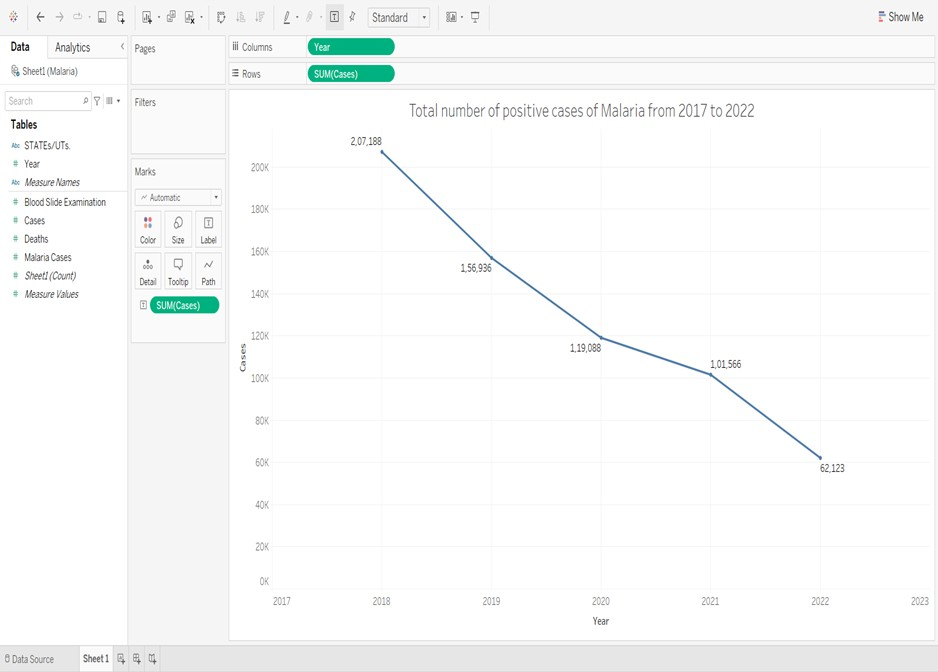 Standard
Show Me
Data
Analytics
Sheet1 (Malaria)
Search
Tables
Abc STATEs/UTs.
# Year
Abc Measure Names
# Blood Slide Examination
# Cases
# Deaths
# Malaria Cases
# Sheet1 (Count)
# Measure Values
Pages
Filters
Marks
Automatic
Color
Size
Label
Detail
Tooltip
Path
SUM(Cases)
Columns
Year
Rows
SUM(Cases)
Total number of positive cases of Malaria from 2017 to 2022
2,07,188
1,56,936
1,19,088
1,01,566
62,123
200K
180K
160K
140K
120K
100K
80K
60K
40K
20K
0K
Cases
2017 2018 2019 2020 2021 2022 2023
Year
Data Source
Sheet 1